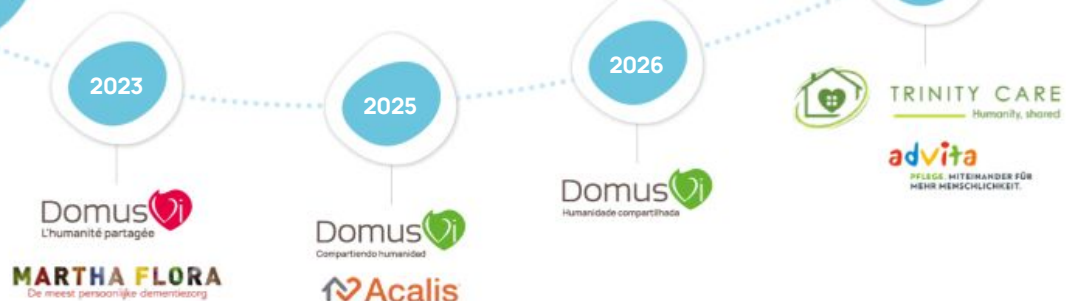 2023
DomusVi
L'humanité partagée
MARTHA FLORA
De meest persoonlijke dementiezorg
2025
DomusVi
Compartiendo humanidad
Acalis
2026
DomusVi
Humanidade compartilhada
TRINITY CARE
Humanity, shared
advita
PFLEGE. MITEINANDER FÜR
MEHR MENSCHLICHKEIT.